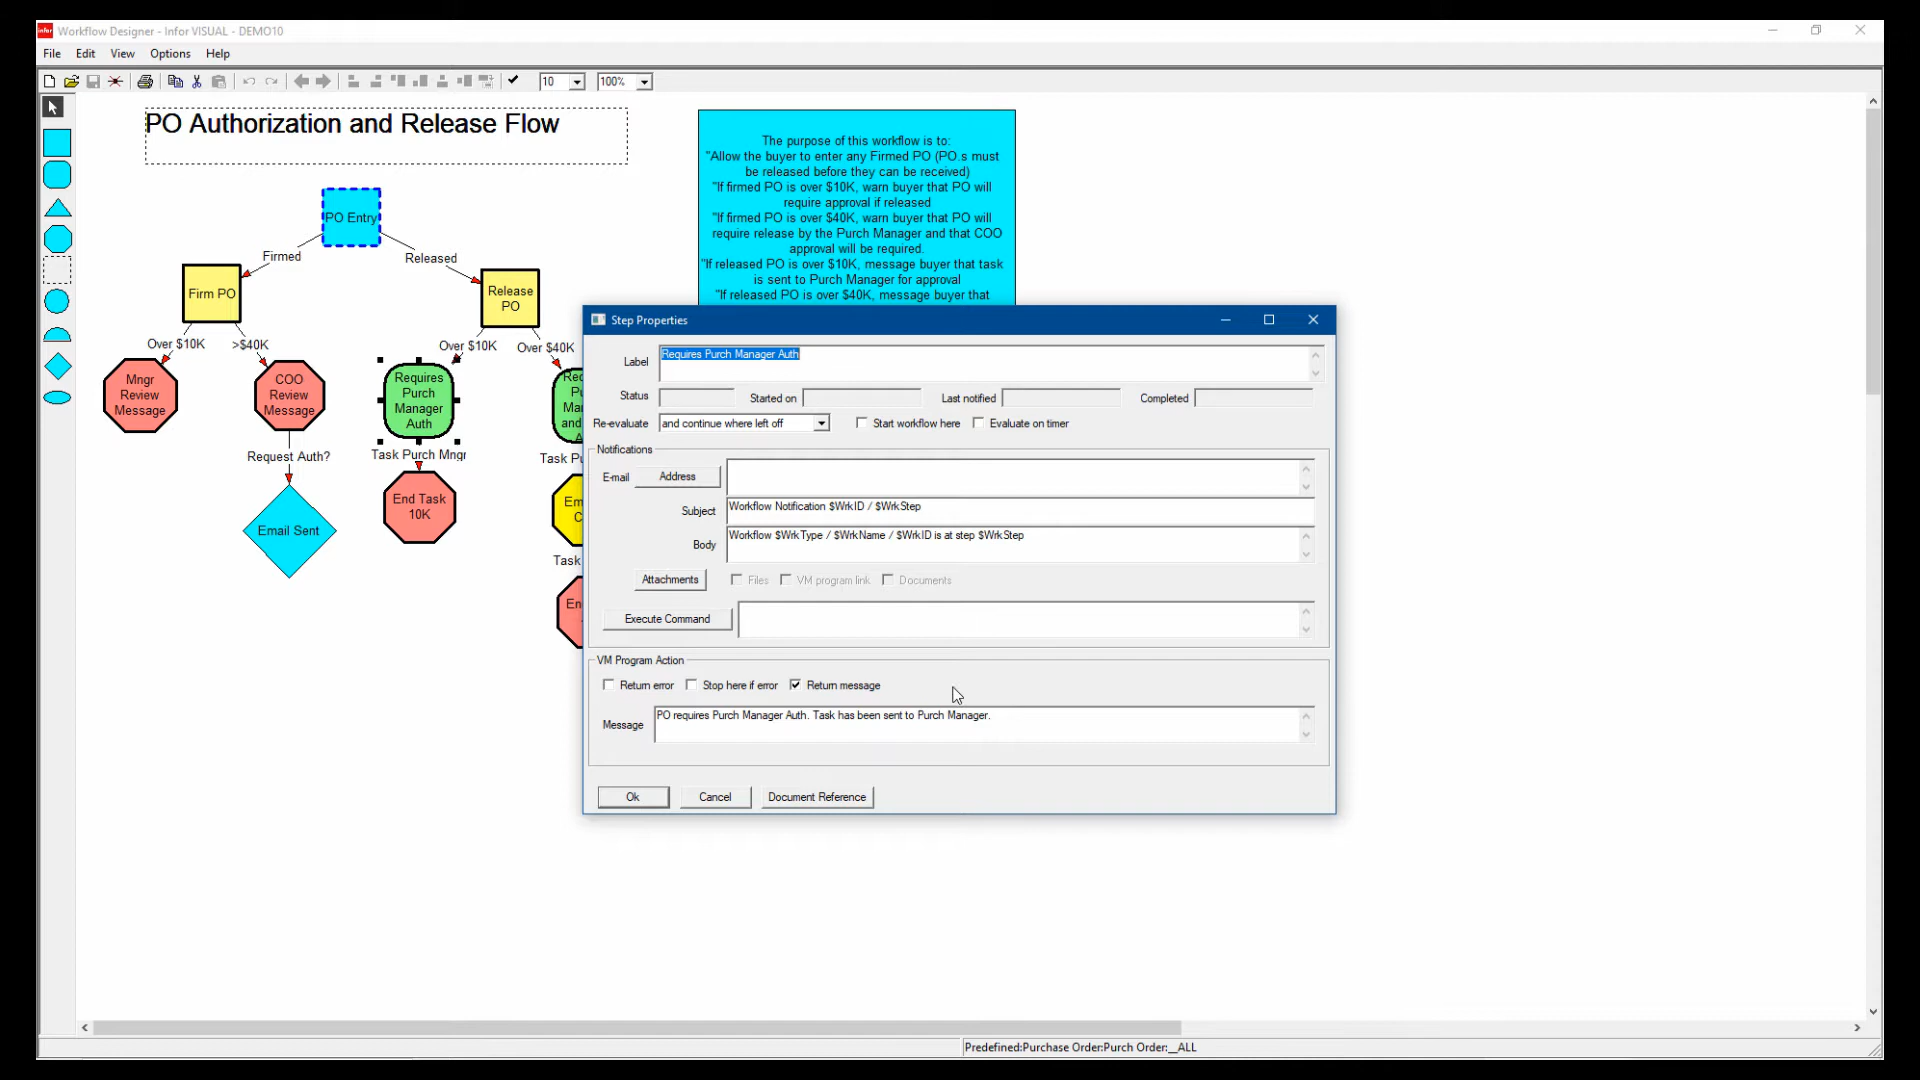 infor Workflow Designer - Infor VISUAL - DEMO10
File Edit View Options Help
10 100%
PO Authorization and Release Flow
The purpose of this workflow is to:
"Allow the buyer to enter any Firmed PO (PO.s must
be released before they can be received)
"If firmed PO is over $10K, warn buyer that PO will
require approval if released
"If firmed PO is over $40K, warn buyer that PO will
require release by the Purch Manager and that COO
approval will be required.
"If released PO is over $10K, message buyer that task
is sent to Purch Manager for approval
"If released PO is over $40K, message buyer that
PO Entry
Firmed
Released
Firm PO
Release
PO
Over $10K
>$40K
Over $10K
Over $40K
Mngr
Review
Message
COO
Review
Message
Requires
Purch
Manager
Auth
Request Auth?
Task Purch Mngr
Email Sent
End Task
10K
Step Properties
Label Requires Purch Manager Auth
Status Started on Last notified Completed
Re-evaluate and continue where left off Start workflow here Evaluate on timer
Notifications
E-mail Address
Subject Workflow Notification $WrkID / $WrkStep
Body Workflow $WrkType / $WrkName / $WrkID is at step $WrkStep
Attachments Files VM program link Documents
Execute Command
VM Program Action
Return error Stop here if error Return message
Message PO requires Purch Manager Auth. Task has been sent to Purch Manager.
Ok Cancel Document Reference
Predefined:Purchase Order:Purch Order:__ALL